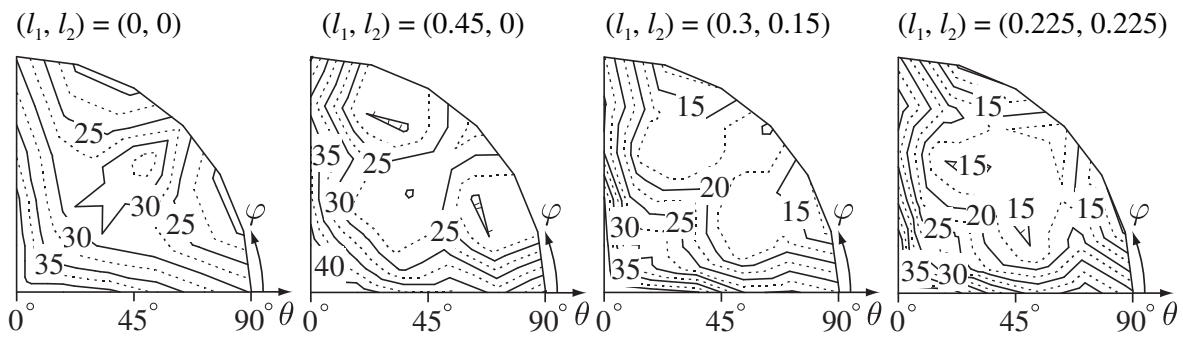 (l₁, l₂) = (0, 0)
25
30
25
30
35
φ
0° 45° 90° θ
(l₁, l₂) = (0.45, 0)
35
25
30
25
40
φ
0° 45° 90° θ
(l₁, l₂) = (0.3, 0.15)
15
20
15
30 25
35
φ
0° 45° 90° θ
(l₁, l₂) = (0.225, 0.225)
15
15
20 15 15
25
35 30
φ
0° 45° 90° θ